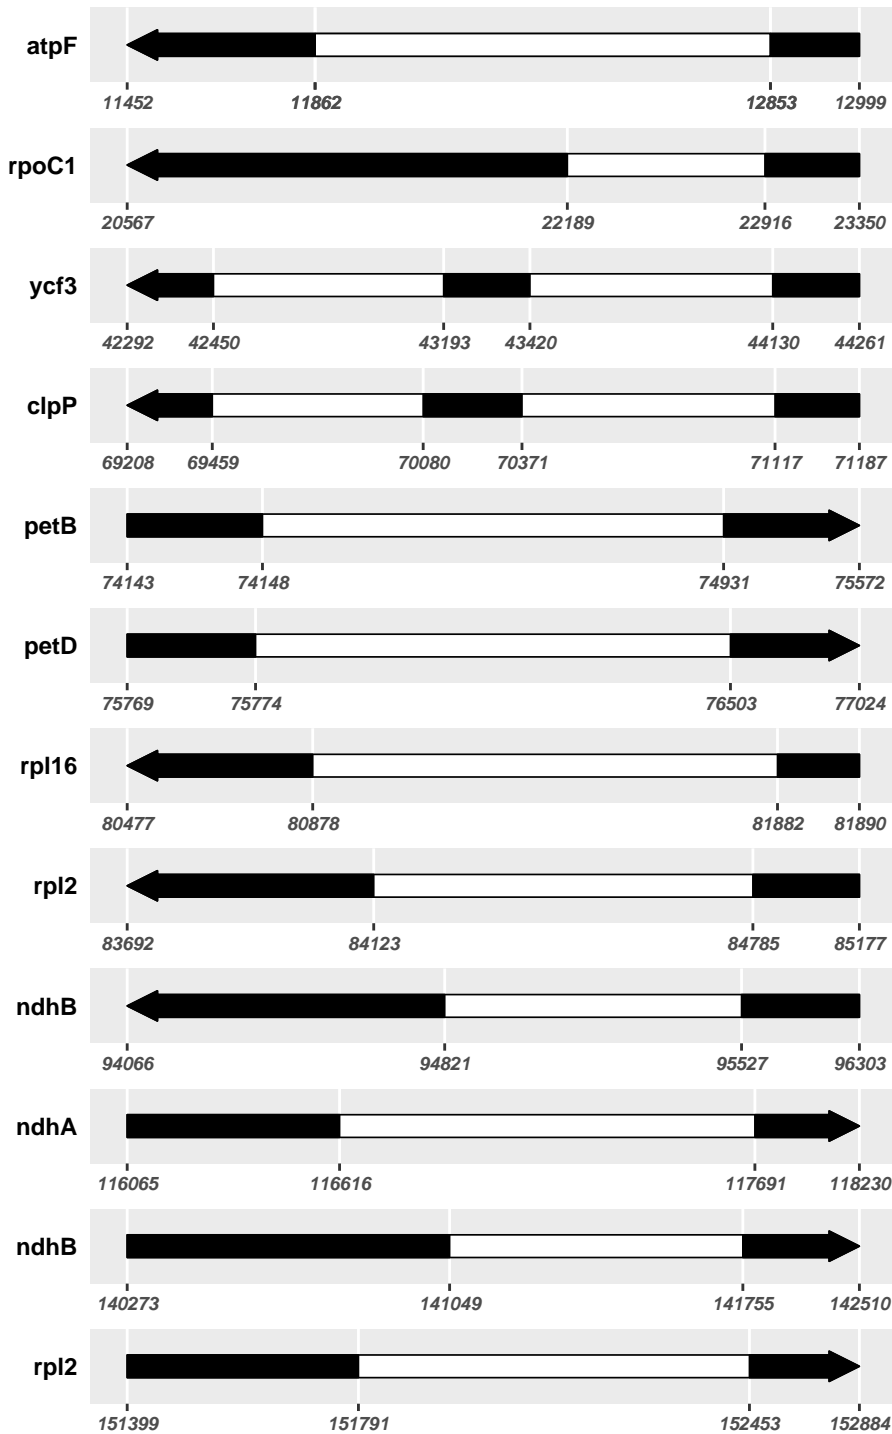 atpF
11452 11862 12853 12999
rpoC1
20567 22189 22916 23350
ycf3
42292 42450 43193 43420 44130 44261
clpP
69208 69459 70080 70371 71117 71187
petB
74143 74148 74931 75572
petD
75769 75774 76503 77024
rpl16
80477 80878 81882 81890
rpl2
83692 84123 84785 85177
ndhB
94066 94821 95527 96303
ndhA
116065 116616 117691 118230
ndhB
140273 141049 141755 142510
rpl2
151399 151791 152453 152884